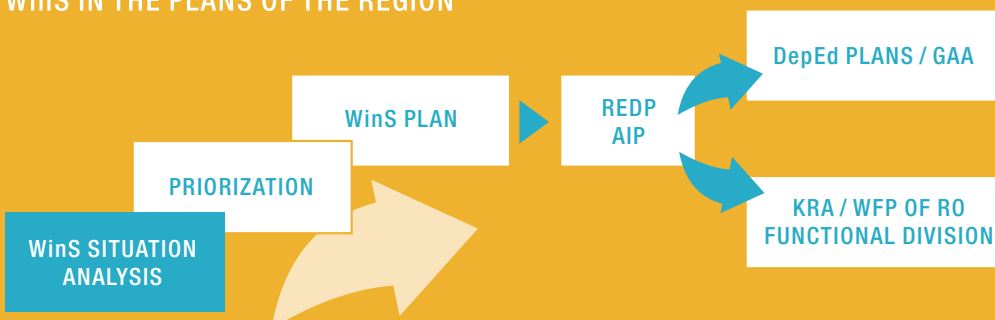 WinS IN THE PLANS OF THE REGION
DepEd PLANS / GAA
WinS PLAN
REDP
AIP
PRIORIZATION
KRA / WFP OF RO
FUNCTIONAL DIVISION
WinS SITUATION
ANALYSIS